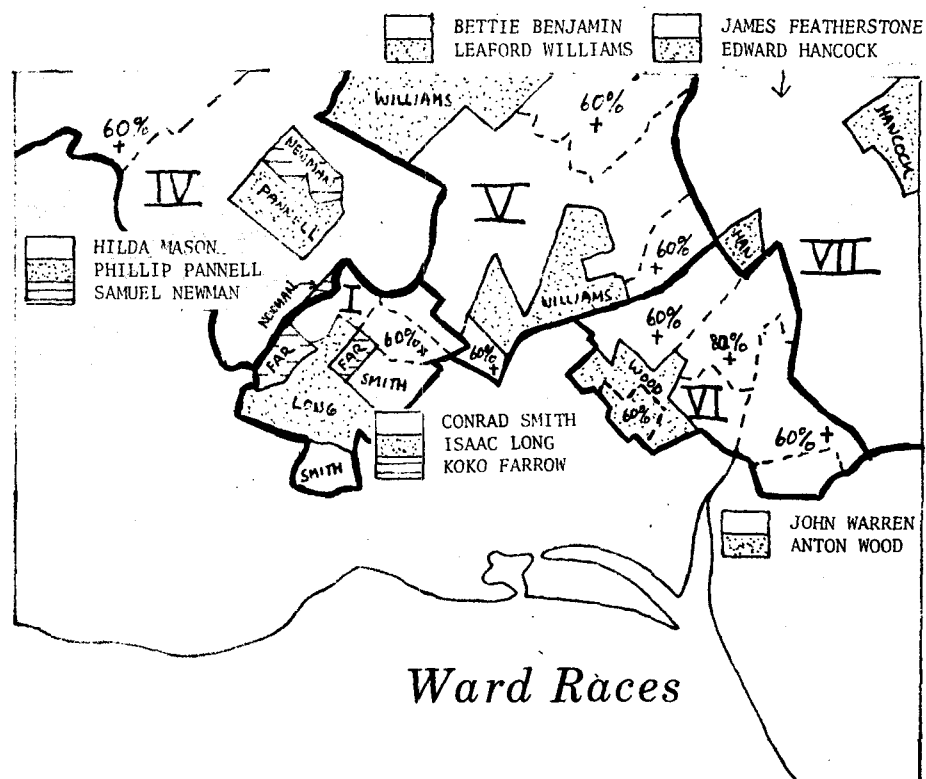 BETTIE BENJAMIN
LEAFORD WILLIAMS
JAMES FEATHERSTONE
EDWARD HANCOCK
WILLIAMS
60%+
60%+
HANCOCK
IV
NEWMAN
PANNELL
V
HAN
VII
60%+
HILDA MASON
PHILLIP PANNELL
SAMUEL NEWMAN
NEWMAN
I
WILLIAMS
60%+
80%+
FAR
FAR
60%+
SMITH
60%+
WOOD
VI
LONG
60%+
60%+
CONRAD SMITH
ISAAC LONG
KOKO FARROW
SMITH
JOHN WARREN
ANTON WOOD
Ward Races